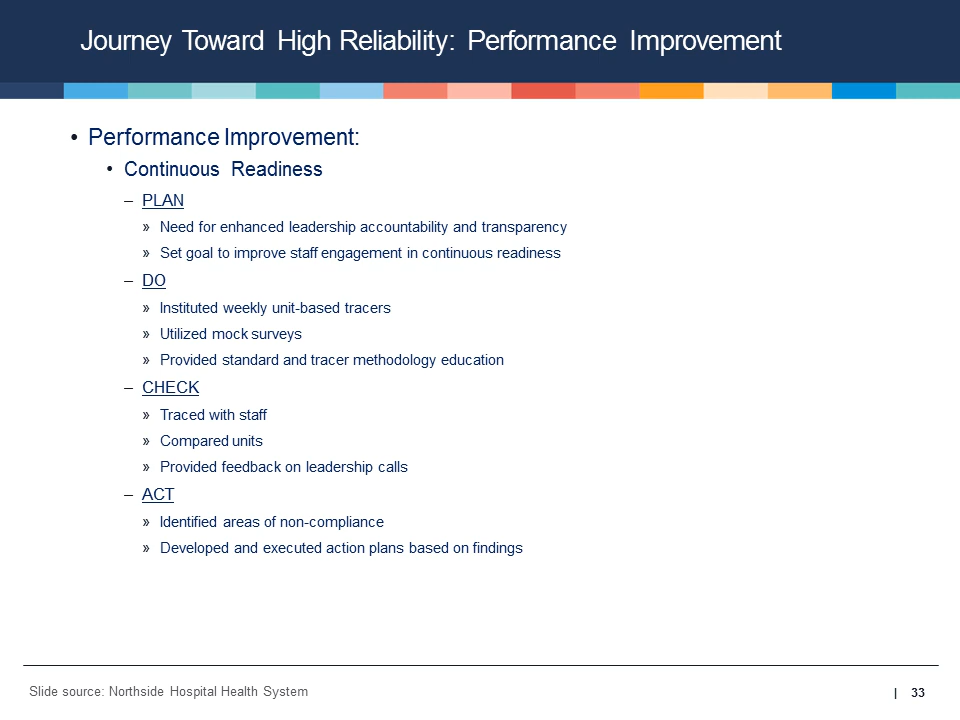 Journey Toward High Reliability: Performance Improvement
• Performance Improvement:
• Continuous Readiness
– PLAN
» Need for enhanced leadership accountability and transparency
» Set goal to improve staff engagement in continuous readiness
– DO
» Instituted weekly unit-based tracers
» Utilized mock surveys
» Provided standard and tracer methodology education
– CHECK
» Traced with staff
» Compared units
» Provided feedback on leadership calls
– ACT
» Identified areas of non-compliance
» Developed and executed action plans based on findings
Slide source: Northside Hospital Health System
| 33